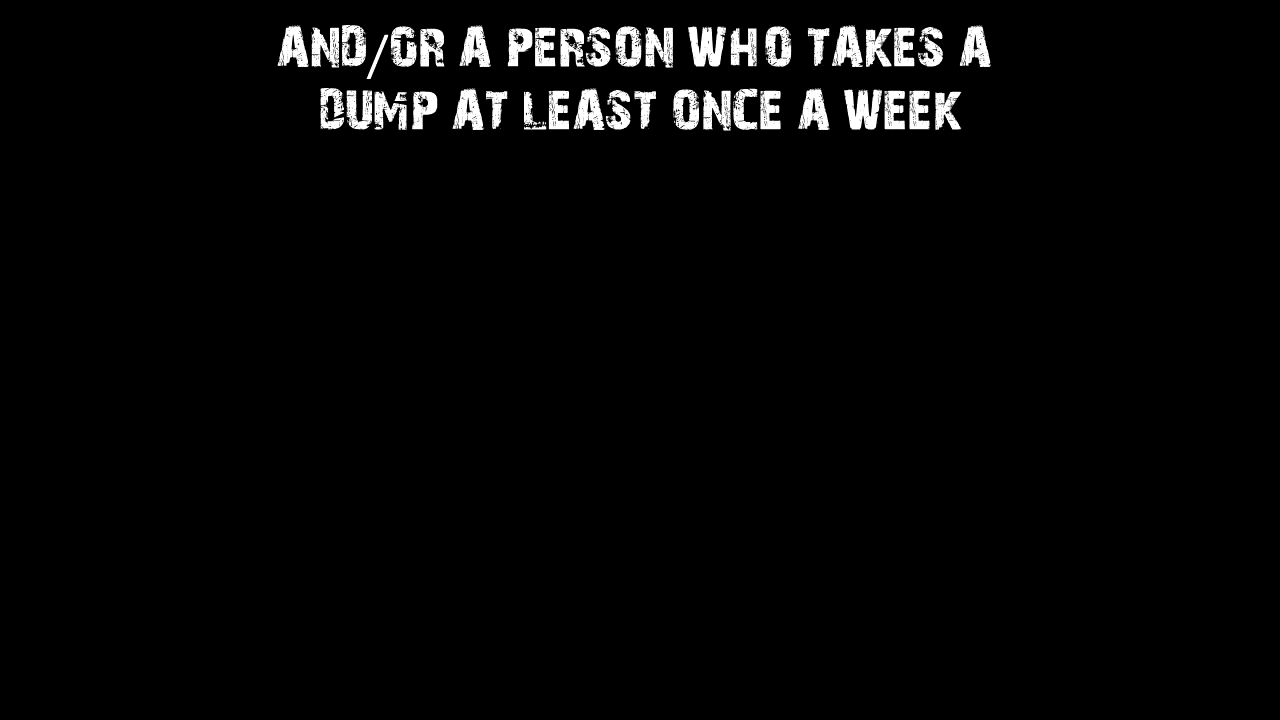 AND/OR A PERSON WHO TAKES A
DUMP AT LEAST ONCE A WEEK